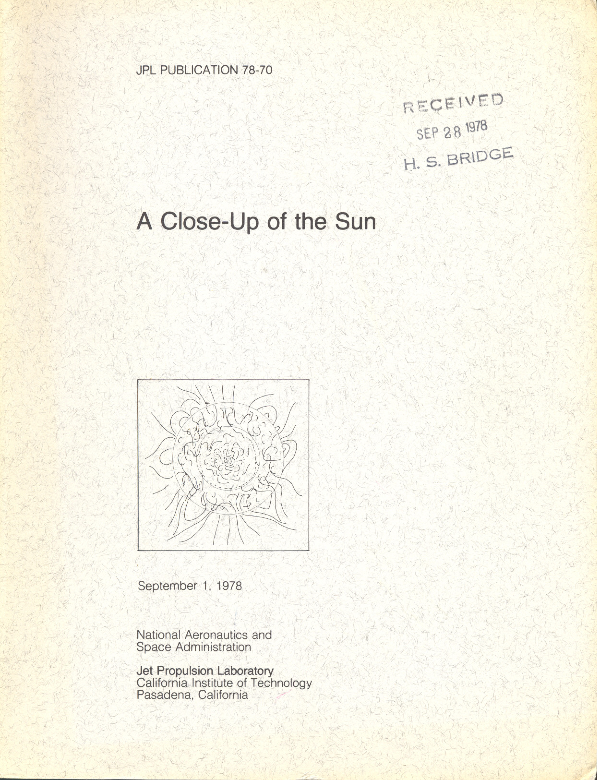 JPL PUBLICATION 78-70
RECEIVED
SEP 28 1978
H. S. BRIDGE
A Close-Up of the Sun
September 1, 1978
National Aeronautics and
Space Administration
Jet Propulsion Laboratory
California Institute of Technology
Pasadena, California